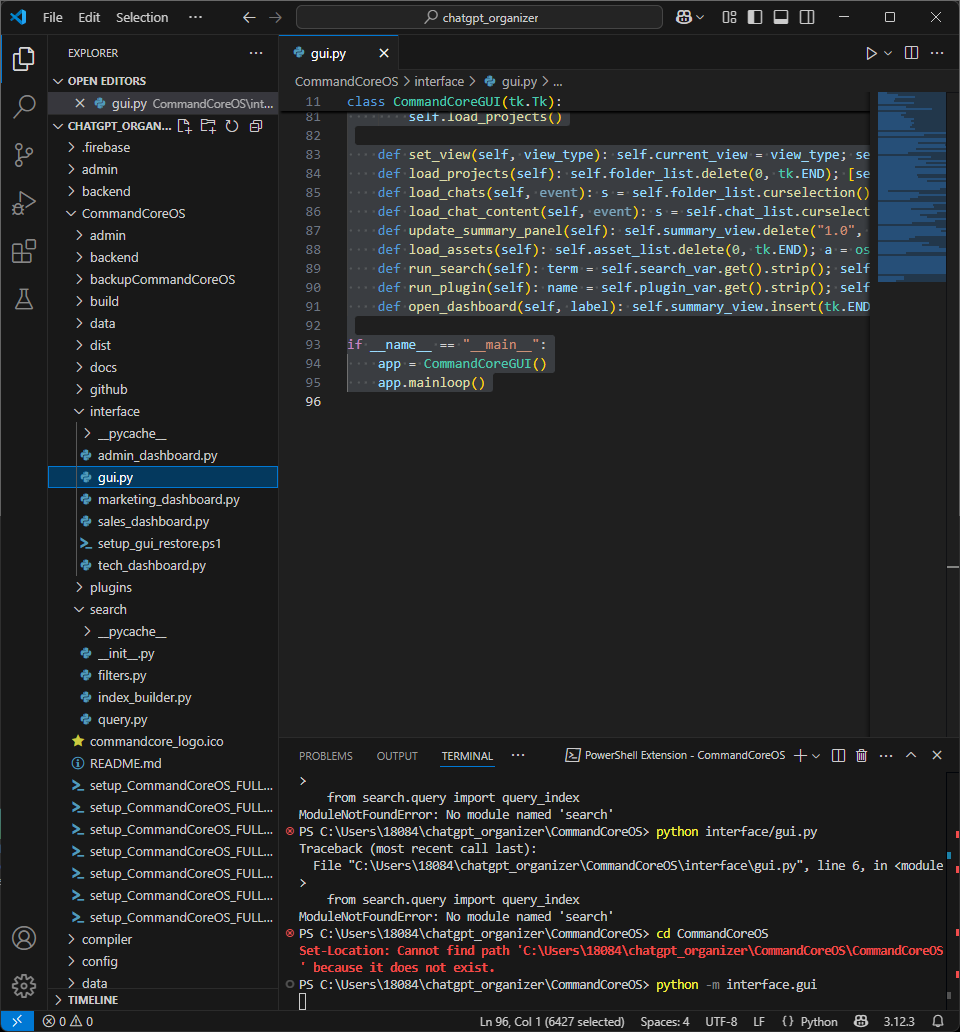 File Edit Selection ··· chatgpt_organizer
EXPLORER ···
OPEN EDITORS
gui.py CommandCoreOS\int...
CHATGPT_ORGAN...
.firebase
admin
backend
CommandCoreOS
admin
backend
backupCommandCoreOS
build
data
dist
docs
github
interface
__pycache__
admin_dashboard.py
gui.py
marketing_dashboard.py
sales_dashboard.py
setup_gui_restore.ps1
tech_dashboard.py
plugins
search
__pycache__
__init__.py
filters.py
index_builder.py
query.py
commandcore_logo.ico
README.md
setup_CommandCoreOS_FULL...
setup_CommandCoreOS_FULL...
setup_CommandCoreOS_FULL...
setup_CommandCoreOS_FULL...
setup_CommandCoreOS_FULL...
setup_CommandCoreOS_FULL...
setup_CommandCoreOS_FULL...
compiler
config
data
TIMELINE
gui.py
CommandCoreOS > interface > gui.py > ...
11 class CommandCoreGUI(tk.Tk):
81 self.load_projects()
82
83 def set_view(self, view_type): self.current_view = view_type; se
84 def load_projects(self): self.folder_list.delete(0, tk.END); [se
85 def load_chats(self, event): s = self.folder_list.curselection()
86 def load_chat_content(self, event): s = self.chat_list.curselect
87 def update_summary_panel(self): self.summary_view.delete("1.0",
88 def load_assets(self): self.asset_list.delete(0, tk.END); a = os
89 def run_search(self): term = self.search_var.get().strip(); self
90 def run_plugin(self): name = self.plugin_var.get().strip(); self
91 def open_dashboard(self, label): self.summary_view.insert(tk.END
92
93 if __name__ == "__main__":
94 app = CommandCoreGUI()
95 app.mainloop()
96
PROBLEMS OUTPUT TERMINAL ··· PowerShell Extension - CommandCoreOS
>
from search.query import query_index
ModuleNotFoundError: No module named 'search'
PS C:\Users\18084\chatgpt_organizer\CommandCoreOS> python interface/gui.py
Traceback (most recent call last):
File "C:\Users\18084\chatgpt_organizer\CommandCoreOS\interface\gui.py", line 6, in <module
>
from search.query import query_index
ModuleNotFoundError: No module named 'search'
PS C:\Users\18084\chatgpt_organizer\CommandCoreOS> cd CommandCoreOS
Set-Location: Cannot find path 'C:\Users\18084\chatgpt_organizer\CommandCoreOS\CommandCoreOS
' because it does not exist.
PS C:\Users\18084\chatgpt_organizer\CommandCoreOS> python -m interface.gui
0 0 Ln 96, Col 1 (6427 selected) Spaces: 4 UTF-8 LF {} Python 3.12.3